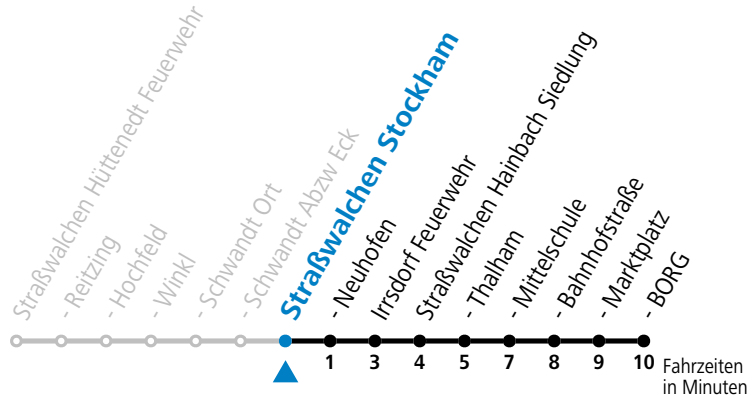 Straßwalchen Hüttenedt Feuerwehr
- Reitzing
- Hochfeld
- Winkl
- Schwandt Ort
- Schwandt Abzw Eck
Straßwalchen Stockham
- Neuhofen
Irrsdorf Feuerwehr
Straßwalchen Hainbach Siedlung
- Thalham
- Mittelschule
- Bahnhofstraße
- Marktplatz
- BORG
1 3 4 5 7 8 9 10 Fahrzeiten
in Minuten